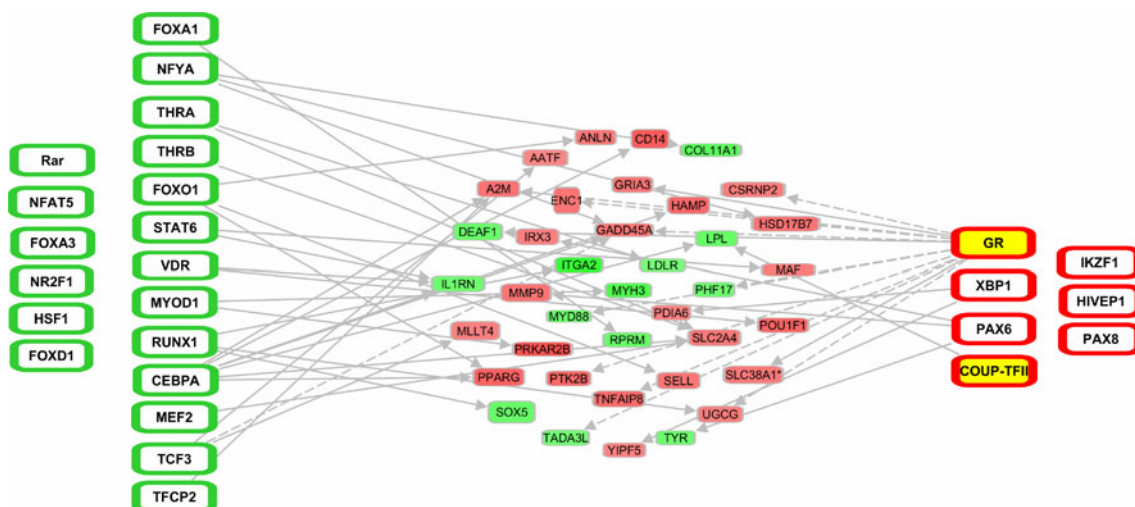 FOXA1
NFYA
THRA
THRB
FOXO1
STAT6
VDR
MYOD1
RUNX1
CEBPA
MEF2
TCF3
TFCP2
Rar
NFAT5
FOXA3
NR2F1
HSF1
FOXD1
ANLN
CD14
COL11A1
AATF
A2M
GRIA3
CSRNP2
ENC1
HAMP
HSD17B7
DEAF1
IRX3
GADD45A
LPL
ITGA2
LDLR
MAF
IL1RN
MMP9
MYH3
PHF17
MYD88
PDIA6
POU1F1
MLLT4
PRKAR2B
RPRM
SLC2A4
PPARG
PTK2B
SELL
SLC38A1*
TNFAIP8
SOX5
UGCG
TADA3L
YIPF5
TYR
GR
XBP1
PAX6
COUP-TFII
IKZF1
HIVEP1
PAX8